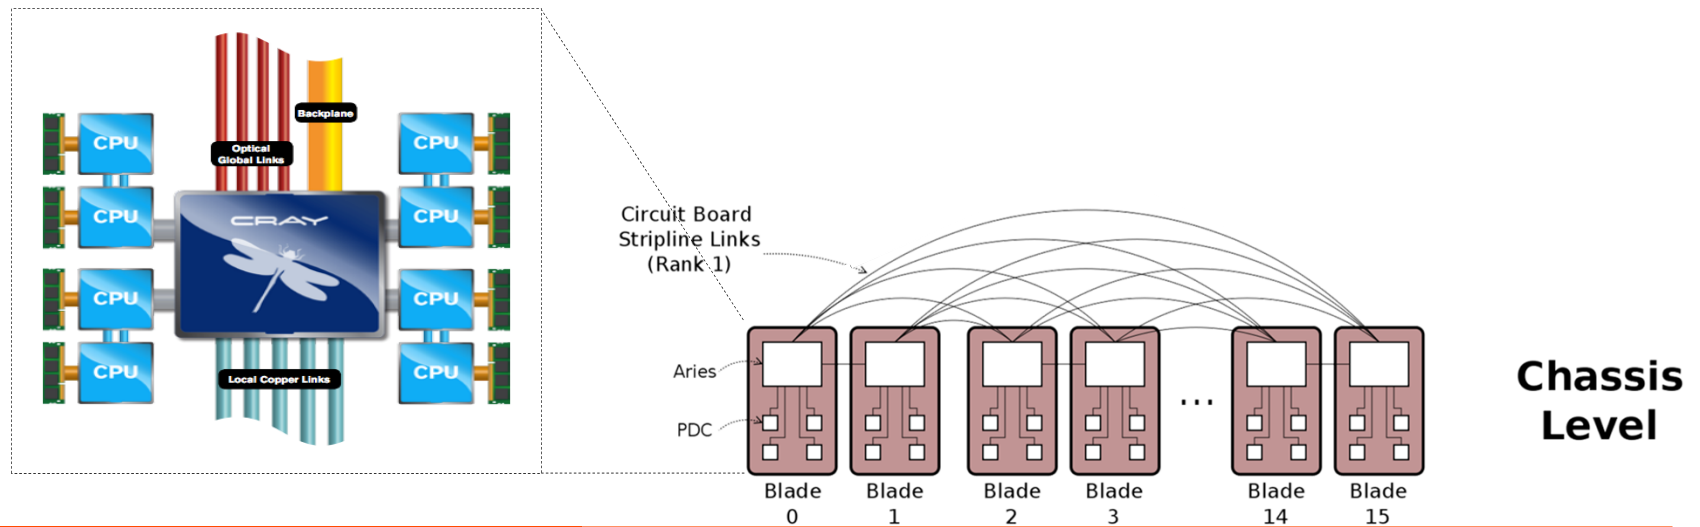 Optical
Global Links
Backplane
CPU
CPU
CPU
CPU
CRAY
CPU
CPU
CPU
CPU
Local Copper Links
Circuit Board
Stripline Links
(Rank 1)
Aries
PDC
...
Blade
0
Blade
1
Blade
2
Blade
3
Blade
14
Blade
15
Chassis
Level